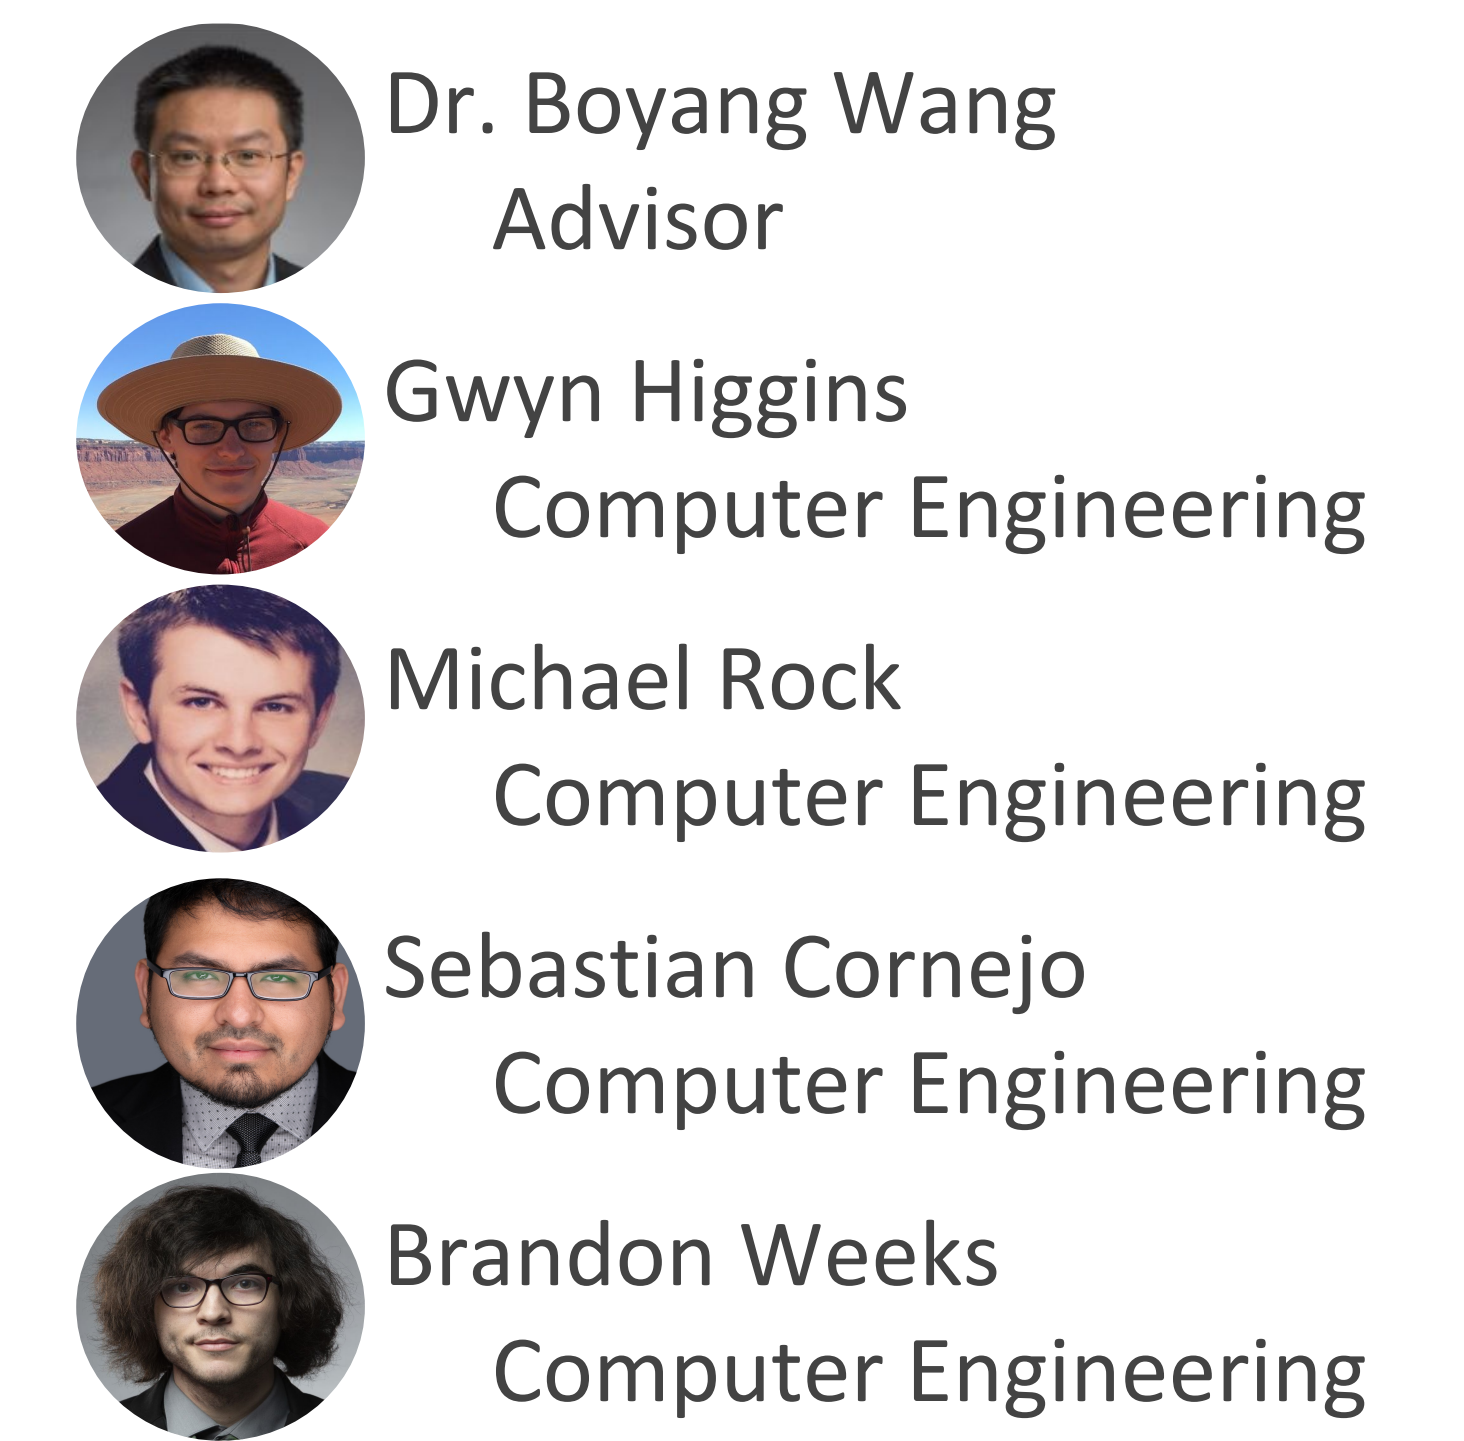 Dr. Boyang Wang
Advisor
Gwyn Higgins
Computer Engineering
Michael Rock
Computer Engineering
Sebastian Cornejo
Computer Engineering
Brandon Weeks
Computer Engineering